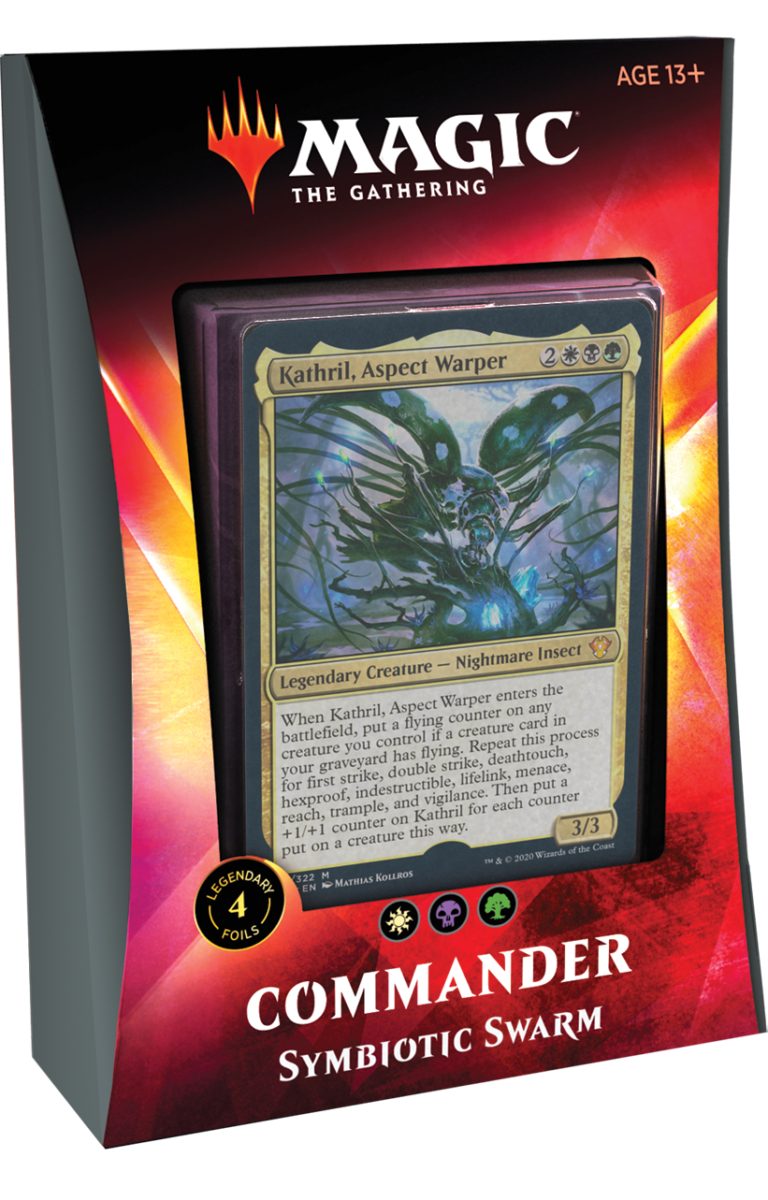 AGE 13+
MAGIC
THE GATHERING
Kathril, Aspect Warper 2
Legendary Creature — Nightmare Insect
When Kathril, Aspect Warper enters the
battlefield, put a flying counter on any
creature you control if a creature card in
your graveyard has flying. Repeat this process
for first strike, double strike, deathtouch,
hexproof, indestructible, lifelink, menace,
reach, trample, and vigilance. Then put a
+1/+1 counter on Kathril for each counter
put on a creature this way.
3/3
/322 M
EN Mathias Kollros
™ & © 2020 Wizards of the Coast
LEGENDARY
4
FOILS
COMMANDER
SYMBIOTIC SWARM